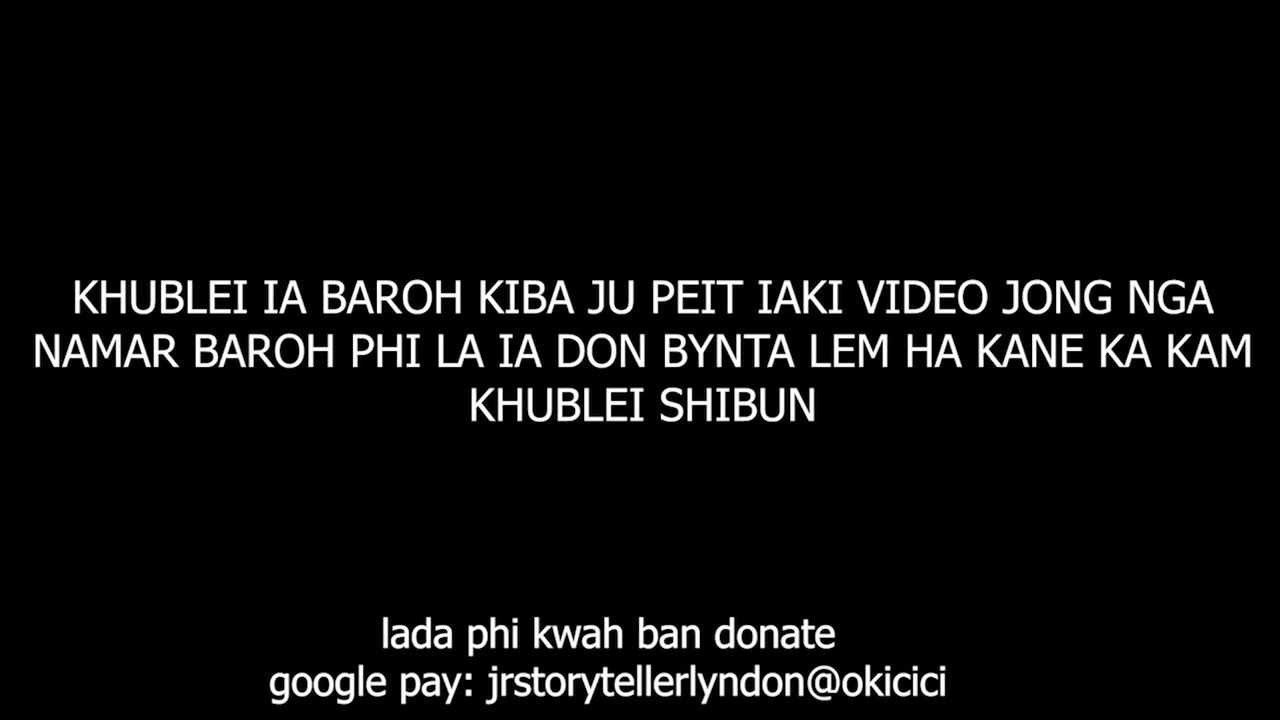 KHUBLEI IA BAROH KIBA JU PEIT IAKI VIDEO JONG NGA
NAMAR BAROH PHI LA IA DON BYNTA LEM HA KANE KA KAM
KHUBLEI SHIBUN
lada phi kwah ban donate
google pay: jrstorytellerlyndon@okicici